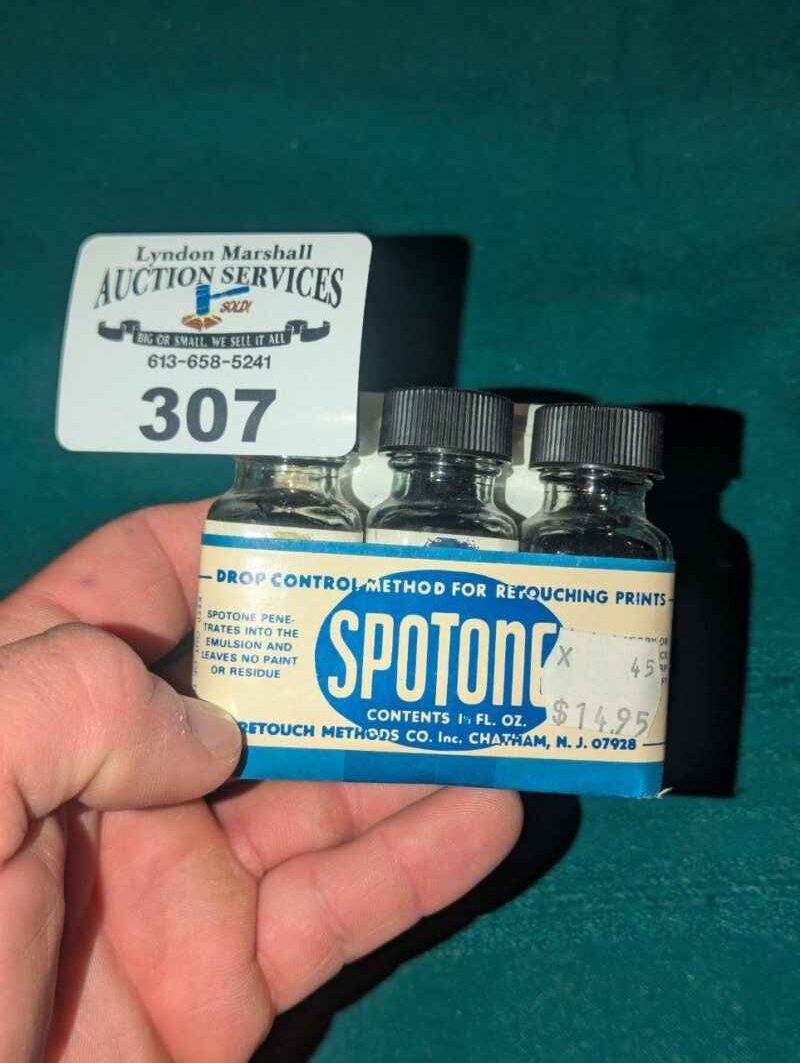 Lyndon Marshall
AUCTION SERVICES
SOLD!
BIG OR SMALL, WE SELL IT ALL
613-658-5241
307
DROP CONTROL METHOD FOR RETOUCHING PRINTS
SPOTONE PENE-
TRATES INTO THE
EMULSION AND
LEAVES NO PAINT
OR RESIDUE
SPOTONE
X 45
$14.95
CONTENTS FL. OZ.
RETOUCH METHODS CO. Inc. CHATHAM, N. J. 07928